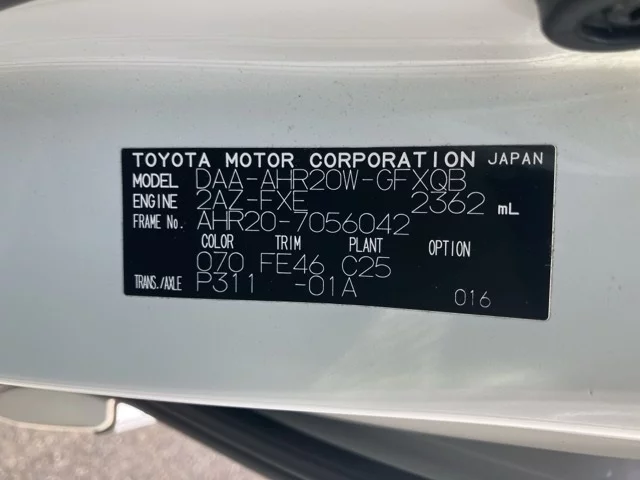 TOYOTA MOTOR CORPORATION JAPAN
MODEL DAA-AHR20W-GFXQB
ENGINE 2AZ-FXE 2362 mL
FRAME No. AHR20-7056042
COLOR TRIM PLANT OPTION
070 FE46 C25
TRANS./AXLE P311 -01A 016